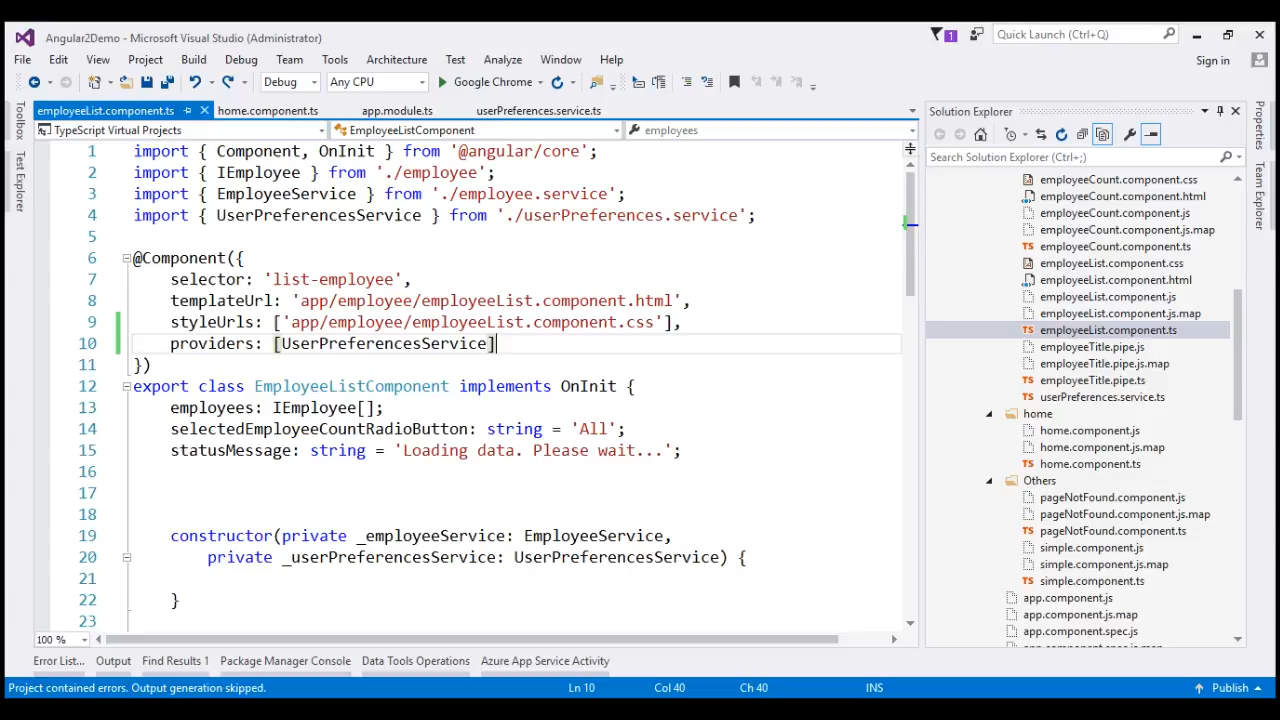 Angular2Demo - Microsoft Visual Studio (Administrator)
1
Quick Launch (Ctrl+Q)
File Edit View Project Build Debug Team Tools Architecture Test Analyze Window Help
Sign in
Debug
Any CPU
Google Chrome
employeeList.component.ts
home.component.ts
app.module.ts
userPreferences.service.ts
TypeScript Virtual Projects
EmployeeListComponent
employees
Toolbox
Test Explorer
1 import { Component, OnInit } from '@angular/core';
2 import { IEmployee } from './employee';
3 import { EmployeeService } from './employee.service';
4 import { UserPreferencesService } from './userPreferences.service';
5
6 @Component({
7 selector: 'list-employee',
8 templateUrl: 'app/employee/employeeList.component.html',
9 styleUrls: ['app/employee/employeeList.component.css'],
10 providers: [UserPreferencesService]
11 })
12 export class EmployeeListComponent implements OnInit {
13 employees: IEmployee[];
14 selectedEmployeeCountRadioButton: string = 'All';
15 statusMessage: string = 'Loading data. Please wait...';
16
17
18
19 constructor(private _employeeService: EmployeeService,
20 private _userPreferencesService: UserPreferencesService) {
21
22 }
23
100 %
Solution Explorer
Search Solution Explorer (Ctrl+;)
employeeCount.component.css
employeeCount.component.html
employeeCount.component.js
employeeCount.component.js.map
TS employeeCount.component.ts
employeeList.component.css
employeeList.component.html
employeeList.component.js
employeeList.component.js.map
TS employeeList.component.ts
employeeTitle.pipe.js
employeeTitle.pipe.js.map
TS employeeTitle.pipe.ts
TS userPreferences.service.ts
home
home.component.js
home.component.js.map
TS home.component.ts
Others
pageNotFound.component.js
pageNotFound.component.js.map
TS pageNotFound.component.ts
simple.component.js
simple.component.js.map
TS simple.component.ts
app.component.js
app.component.js.map
app.component.spec.js
Properties
Team Explorer
Error List...
Output
Find Results 1
Package Manager Console
Data Tools Operations
Azure App Service Activity
Project contained errors. Output generation skipped.
Ln 10
Col 40
Ch 40
INS
Publish